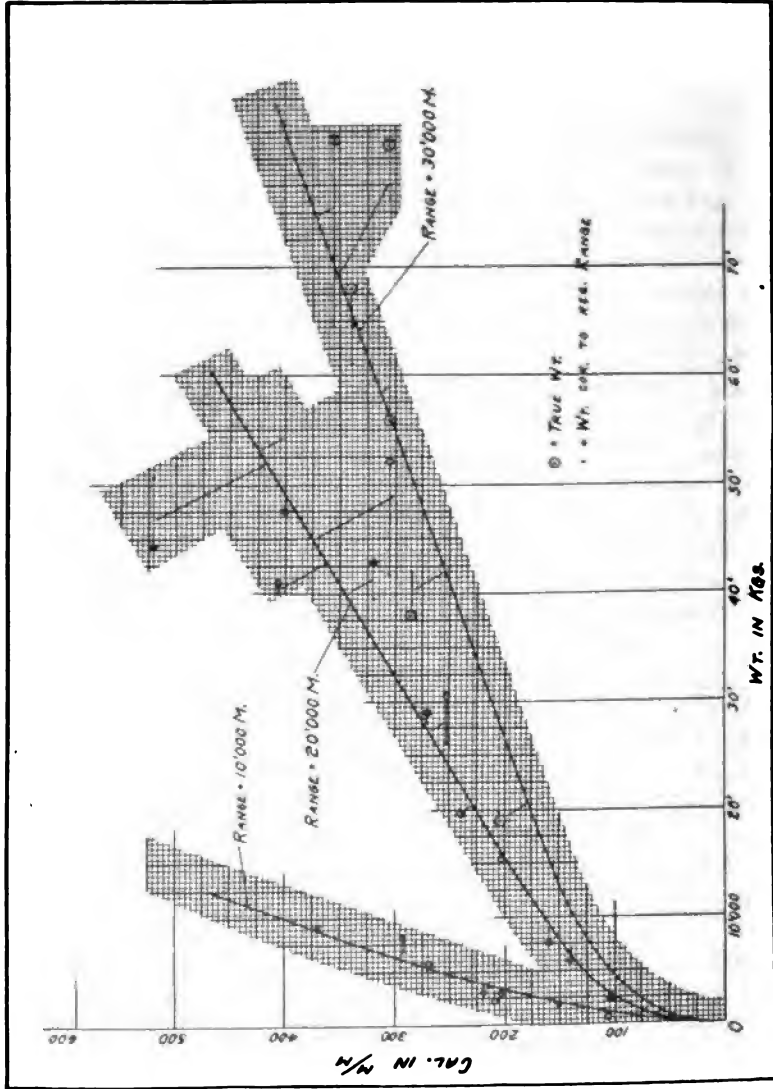 CAL. IN M/M
600
500
400
300
200
100
RANGE = 10'000 M.
RANGE = 20'000 M.
RANGE = 30'000 M.
⊙ = TRUE WT.
• = WT. COR. TO REG. RANGE
0
10'000
20'
30'
40'
50'
60'
70'
WT. IN KGS.